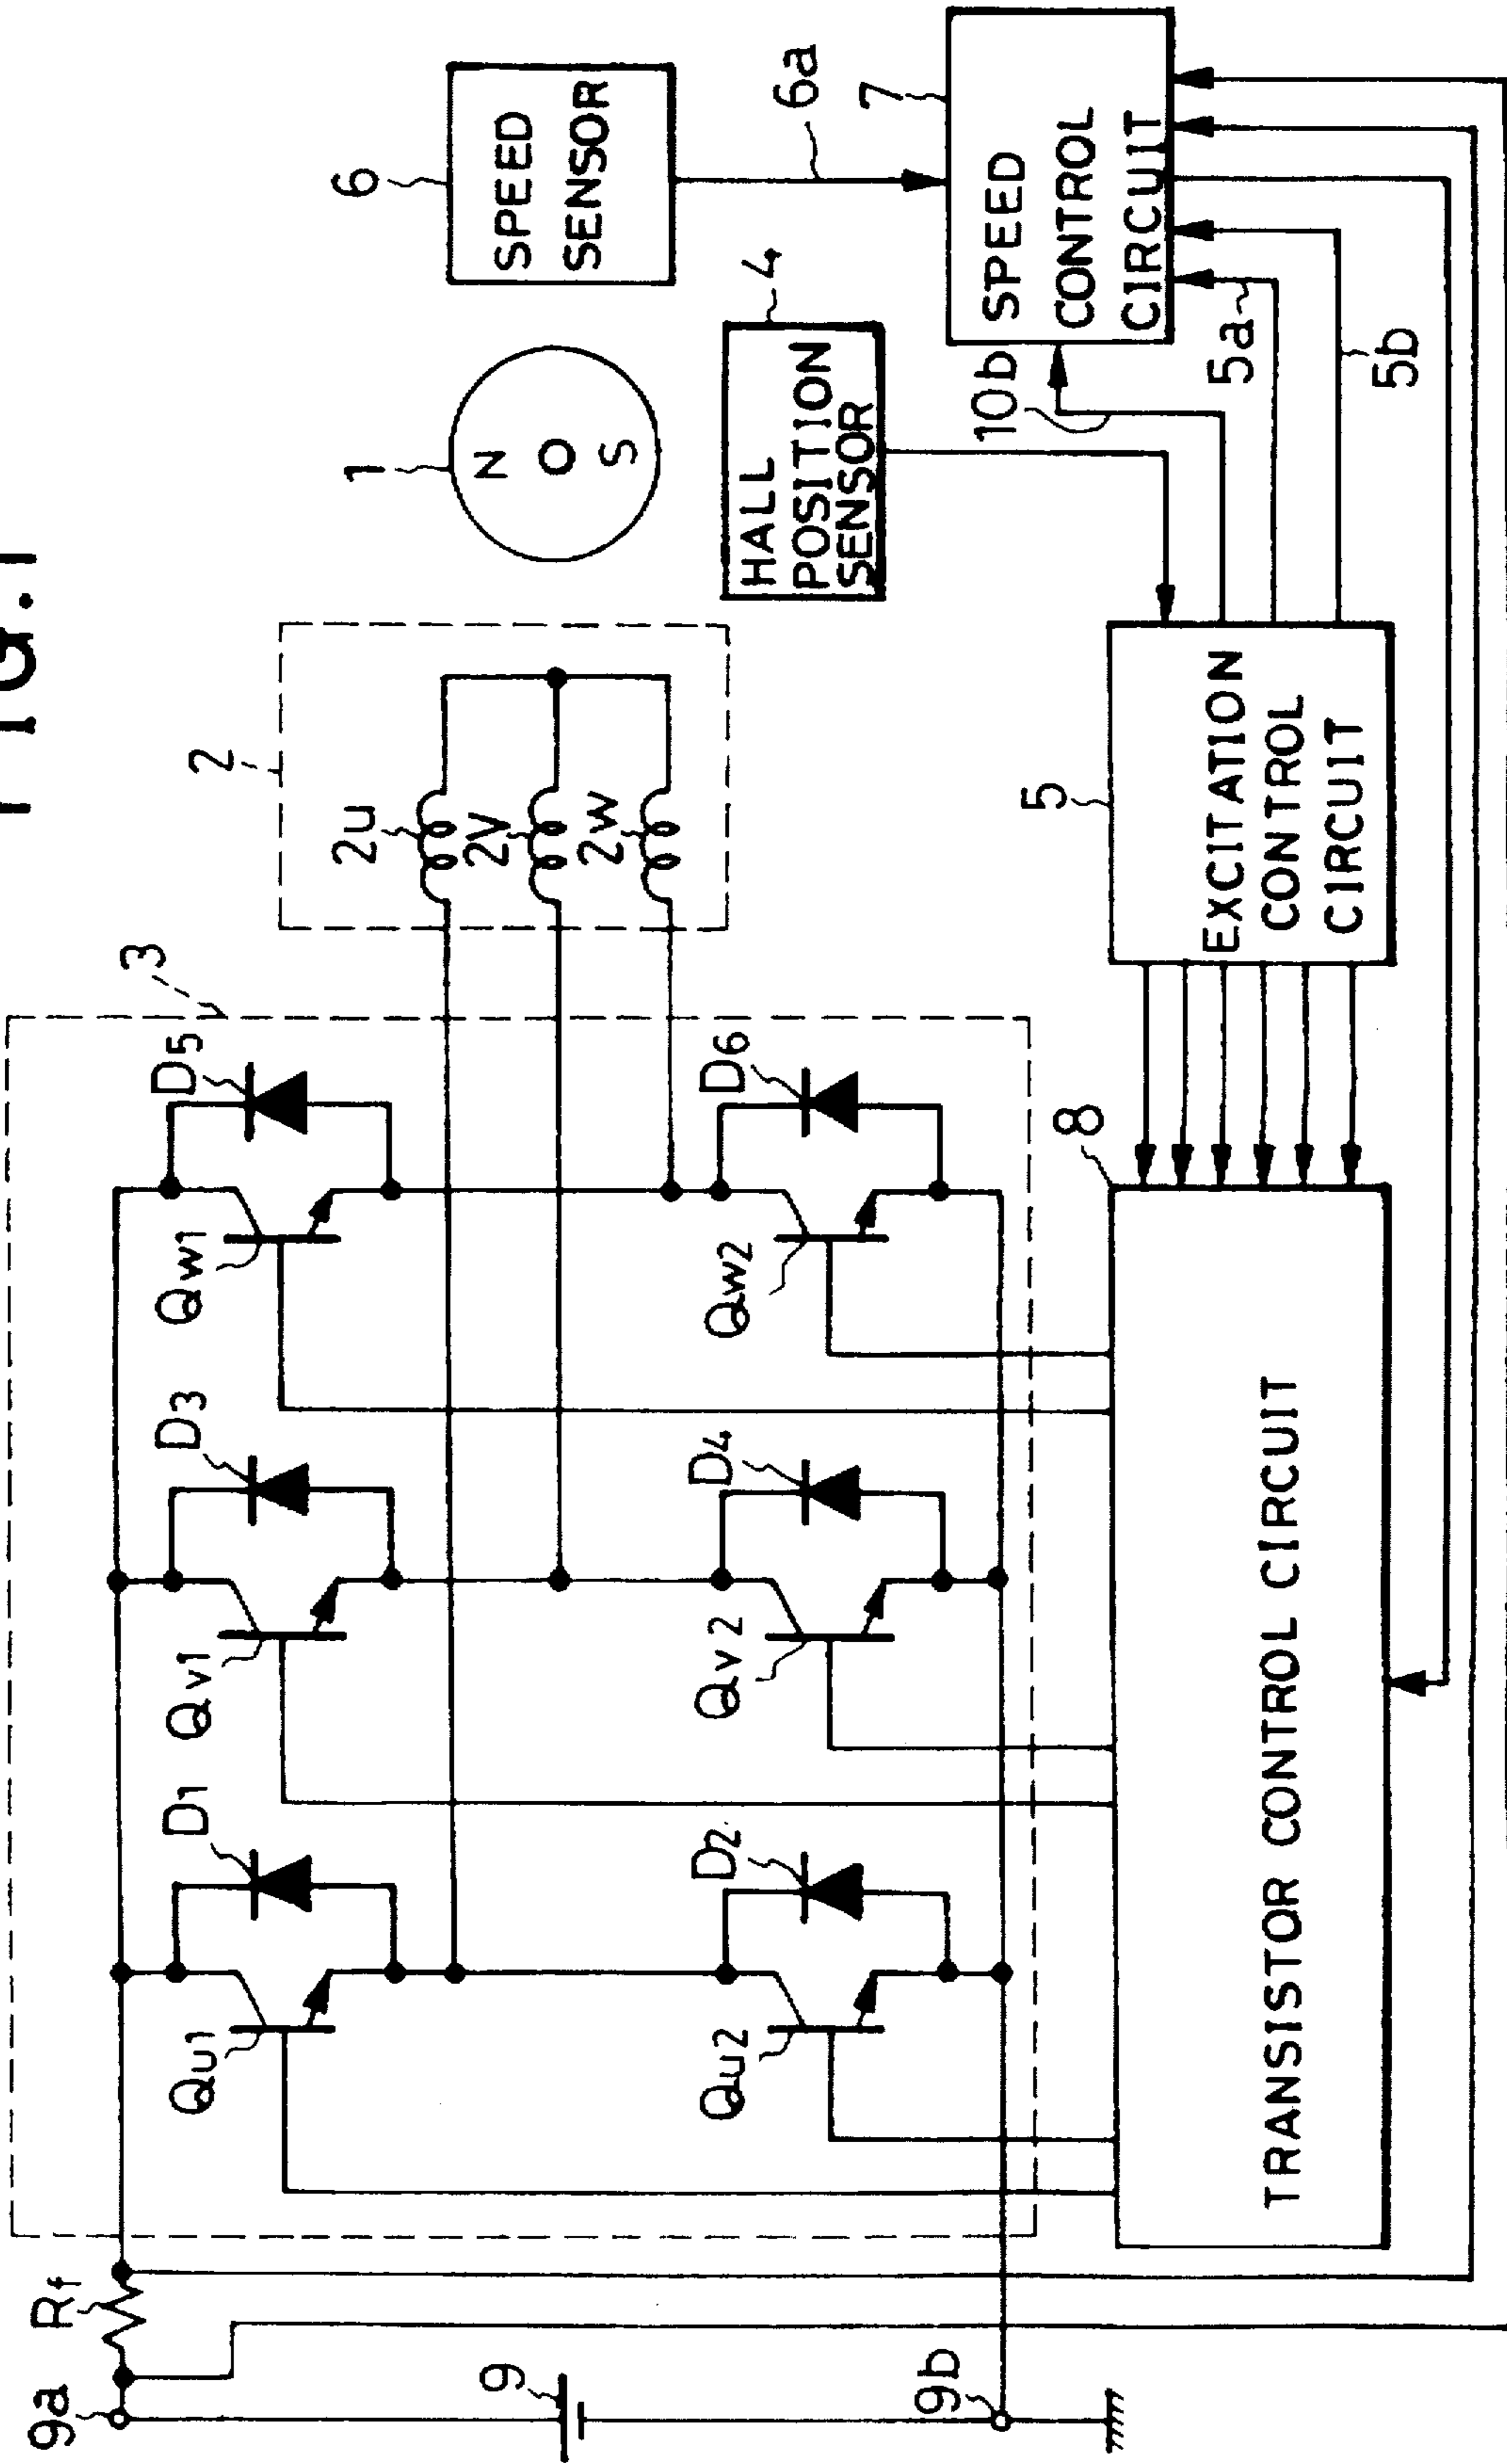 FIG.1
9a
Rf
9
9b
3
Qu1
D1
Qv1
D3
Qw1
D5
Qu2
D2
Qv2
D4
Qw2
D6
2
2u
2V
2w
1
N
O
S
6
SPEED
SENSOR
6a
4
HALL
POSITION
SENSOR
7
SPEED
CONTROL
CIRCUIT
10b
5a
5b
5
EXCITATION
CONTROL
CIRCUIT
8
TRANSISTOR CONTROL CIRCUIT